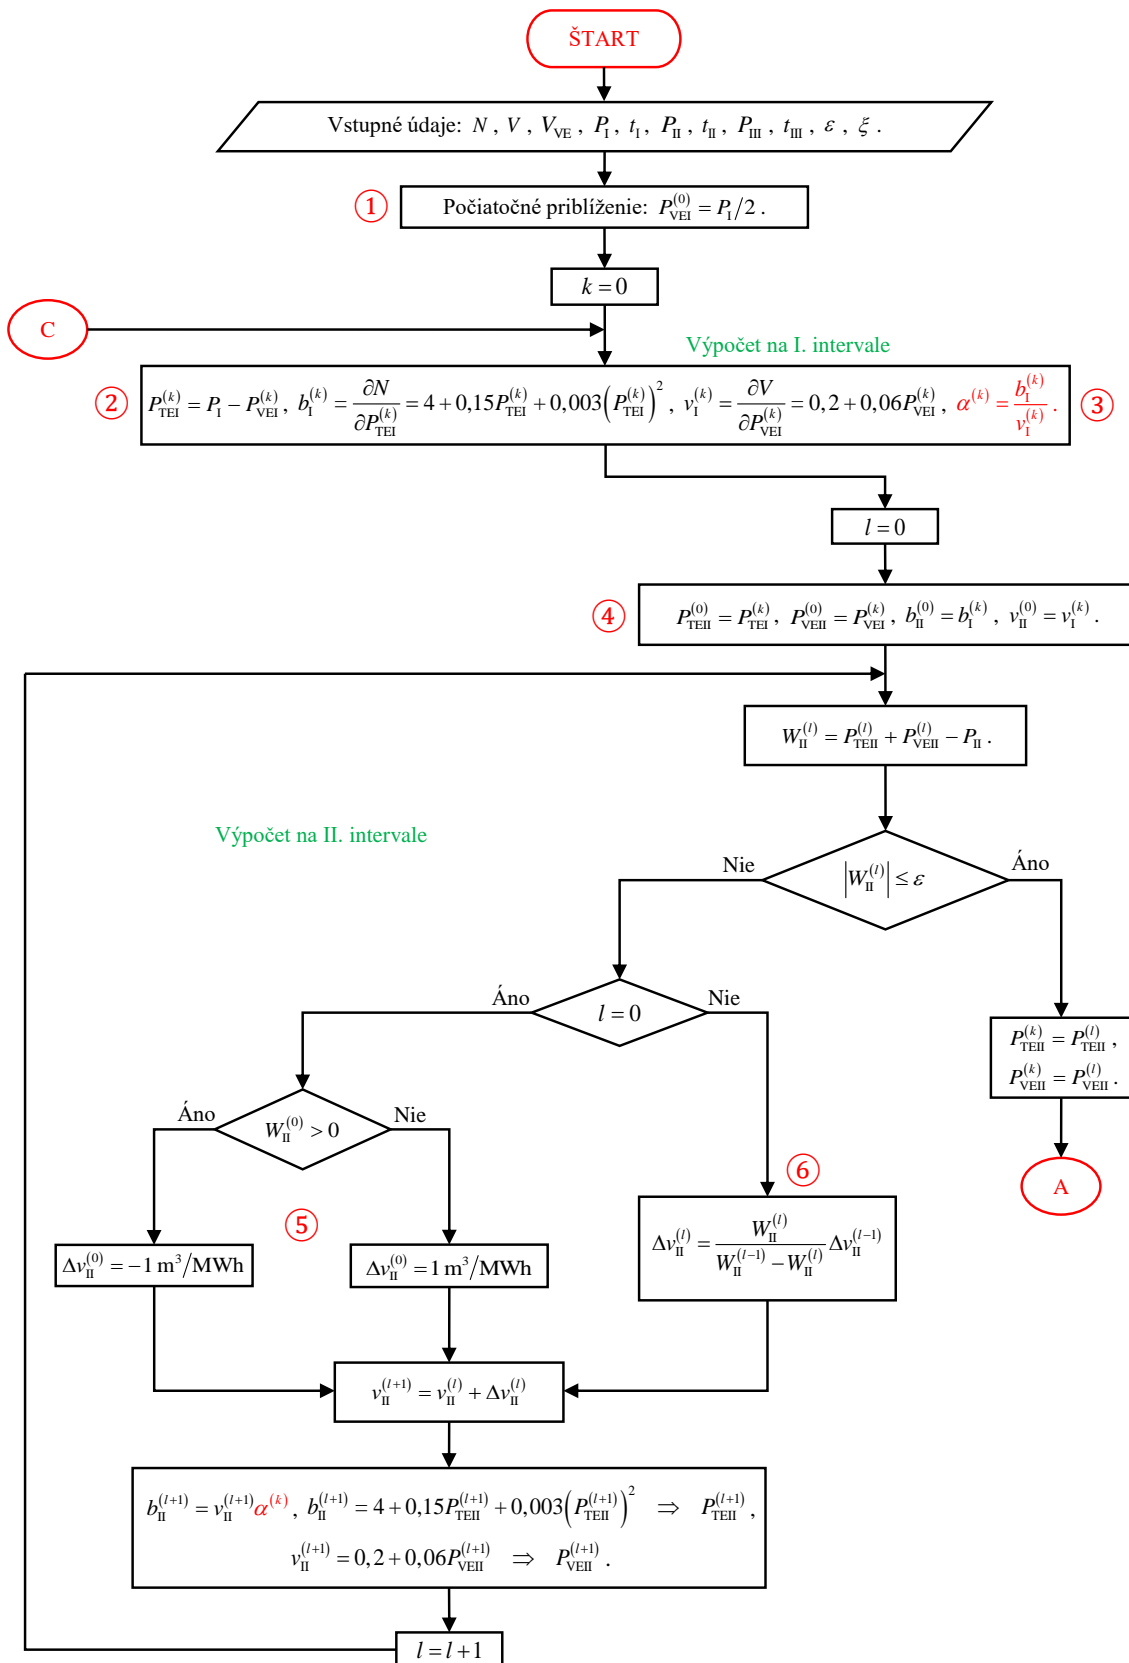 ŠTART
Vstupné údaje: N , V , V_VE , P_I , t_I , P_II , t_II , P_III , t_III , ε , ξ .
① Počiatočné priblíženie: P_VEI^(0) = P_I/2 .
k = 0
C
Výpočet na I. intervale
② P_TEI^(k) = P_I − P_VEI^(k) , b_I^(k) = ∂N/∂P_TEI^(k) = 4 + 0,15P_TEI^(k) + 0,003(P_TEI^(k))^2 , v_I^(k) = ∂V/∂P_VEI^(k) = 0,2 + 0,06P_VEI^(k) , α^(k) = b_I^(k)/v_I^(k) . ③
l = 0
④ P_TEII^(0) = P_TEI^(k) , P_VEII^(0) = P_VEI^(k) , b_II^(0) = b_I^(k) , v_II^(0) = v_I^(k) .
W_II^(l) = P_TEII^(l) + P_VEII^(l) − P_II .
Výpočet na II. intervale
Nie |W_II^(l)| ≤ ε Áno
Áno l = 0 Nie
P_TEII^(k) = P_TEII^(l) ,
P_VEII^(k) = P_VEII^(l) .
Áno W_II^(0) > 0 Nie
A
⑤ ⑥
Δv_II^(0) = −1 m³/MWh
Δv_II^(0) = 1 m³/MWh
Δv_II^(l) = W_II^(l)/(W_II^(l−1) − W_II^(l)) Δv_II^(l−1)
v_II^(l+1) = v_II^(l) + Δv_II^(l)
b_II^(l+1) = v_II^(l+1) α^(k) , b_II^(l+1) = 4 + 0,15P_TEII^(l+1) + 0,003(P_TEII^(l+1))^2 ⇒ P_TEII^(l+1) ,
v_II^(l+1) = 0,2 + 0,06P_VEII^(l+1) ⇒ P_VEII^(l+1) .
l = l + 1